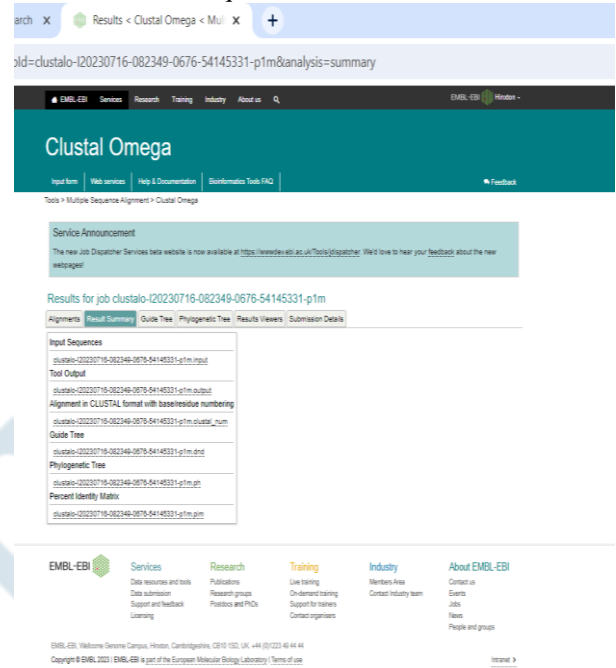 arch x Results < Clustal Omega < Mul x +
old=clustalo-I20230716-082349-0676-54145331-p1m&analysis=summary
EMBL-EBI Services Research Training Industry About us EMBL-EBI Hinxton
Clustal Omega
Input form Web services Help & Documentation Bioinformatics Tools FAQ Feedback
Tools > Multiple Sequence Alignment > Clustal Omega
Service Announcement
The new Job Dispatcher Services beta website is now available at https://wwwdev.ebi.ac.uk/Tools/jdispatcher. We'd love to hear your feedback about the new
webpages!
Results for job clustalo-I20230716-082349-0676-54145331-p1m
Alignments Result Summary Guide Tree Phylogenetic Tree Results Viewers Submission Details
Input Sequences
clustalo-I20230716-082349-0676-54145331-p1m.input
Tool Output
clustalo-I20230716-082349-0676-54145331-p1m.output
Alignment in CLUSTAL format with base/residue numbering
clustalo-I20230716-082349-0676-54145331-p1m.clustal_num
Guide Tree
clustalo-I20230716-082349-0676-54145331-p1m.dnd
Phylogenetic Tree
clustalo-I20230716-082349-0676-54145331-p1m.ph
Percent Identity Matrix
clustalo-I20230716-082349-0676-54145331-p1m.pim
EMBL-EBI Services Research Training Industry About EMBL-EBI
Data resources and tools Publications Live training Members Area Contact us
Data submission Research groups On-demand training Contact Industry team Events
Support and feedback Postdocs and PhDs Support for trainers Jobs
Licensing Contact organisers News
People and groups
EMBL-EBI, Wellcome Genome Campus, Hinxton, Cambridgeshire, CB10 1SD, UK. +44 (0)1223 49 44 44
Copyright © EMBL 2023 | EMBL-EBI is part of the European Molecular Biology Laboratory | Terms of use Intranet >